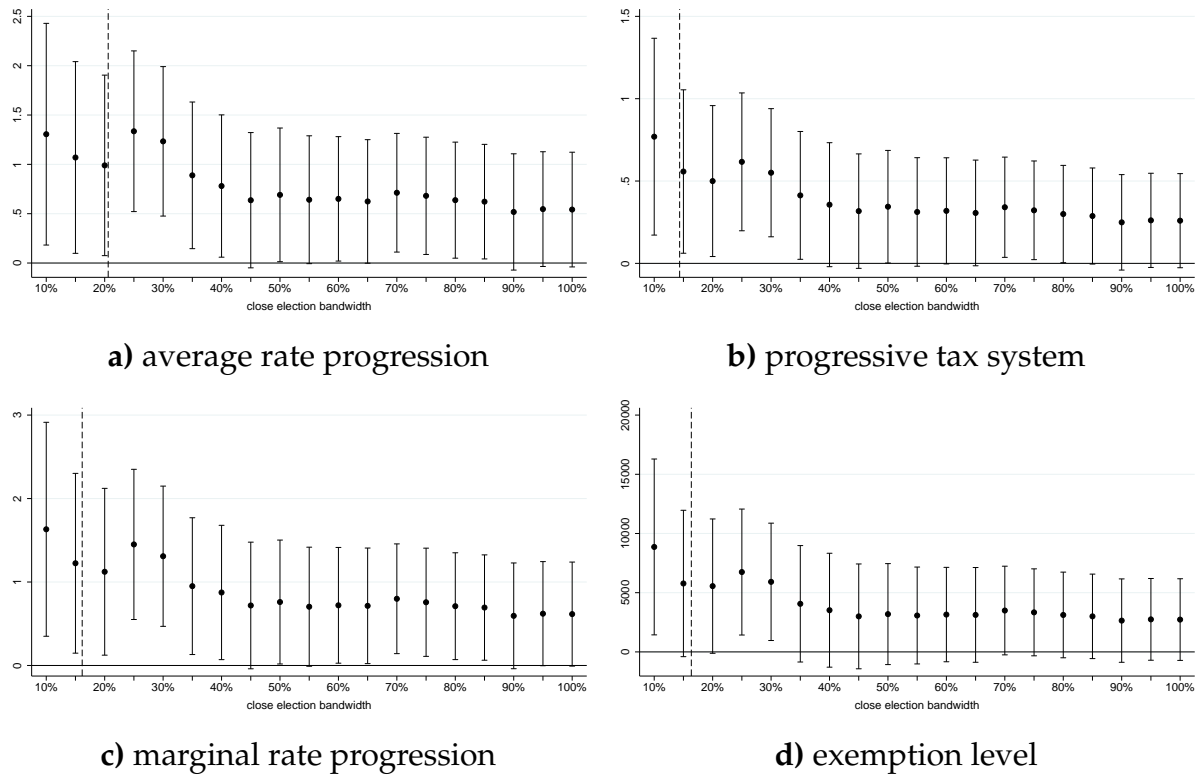 2.5
2
1.5
1
.5
0
10% 20% 30% 40% 50% 60% 70% 80% 90% 100%
close election bandwidth
a) average rate progression
1.5
1
.5
0
10% 20% 30% 40% 50% 60% 70% 80% 90% 100%
close election bandwidth
b) progressive tax system
3
2
1
0
10% 20% 30% 40% 50% 60% 70% 80% 90% 100%
close election bandwidth
c) marginal rate progression
20000
15000
10000
5000
0
10% 20% 30% 40% 50% 60% 70% 80% 90% 100%
close election bandwidth
d) exemption level